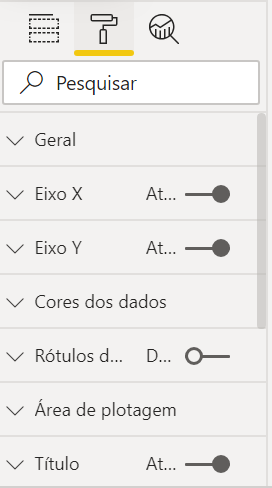 Pesquisar
Geral
Eixo X At...
Eixo Y At...
Cores dos dados
Rótulos d... D...
Área de plotagem
Título At...